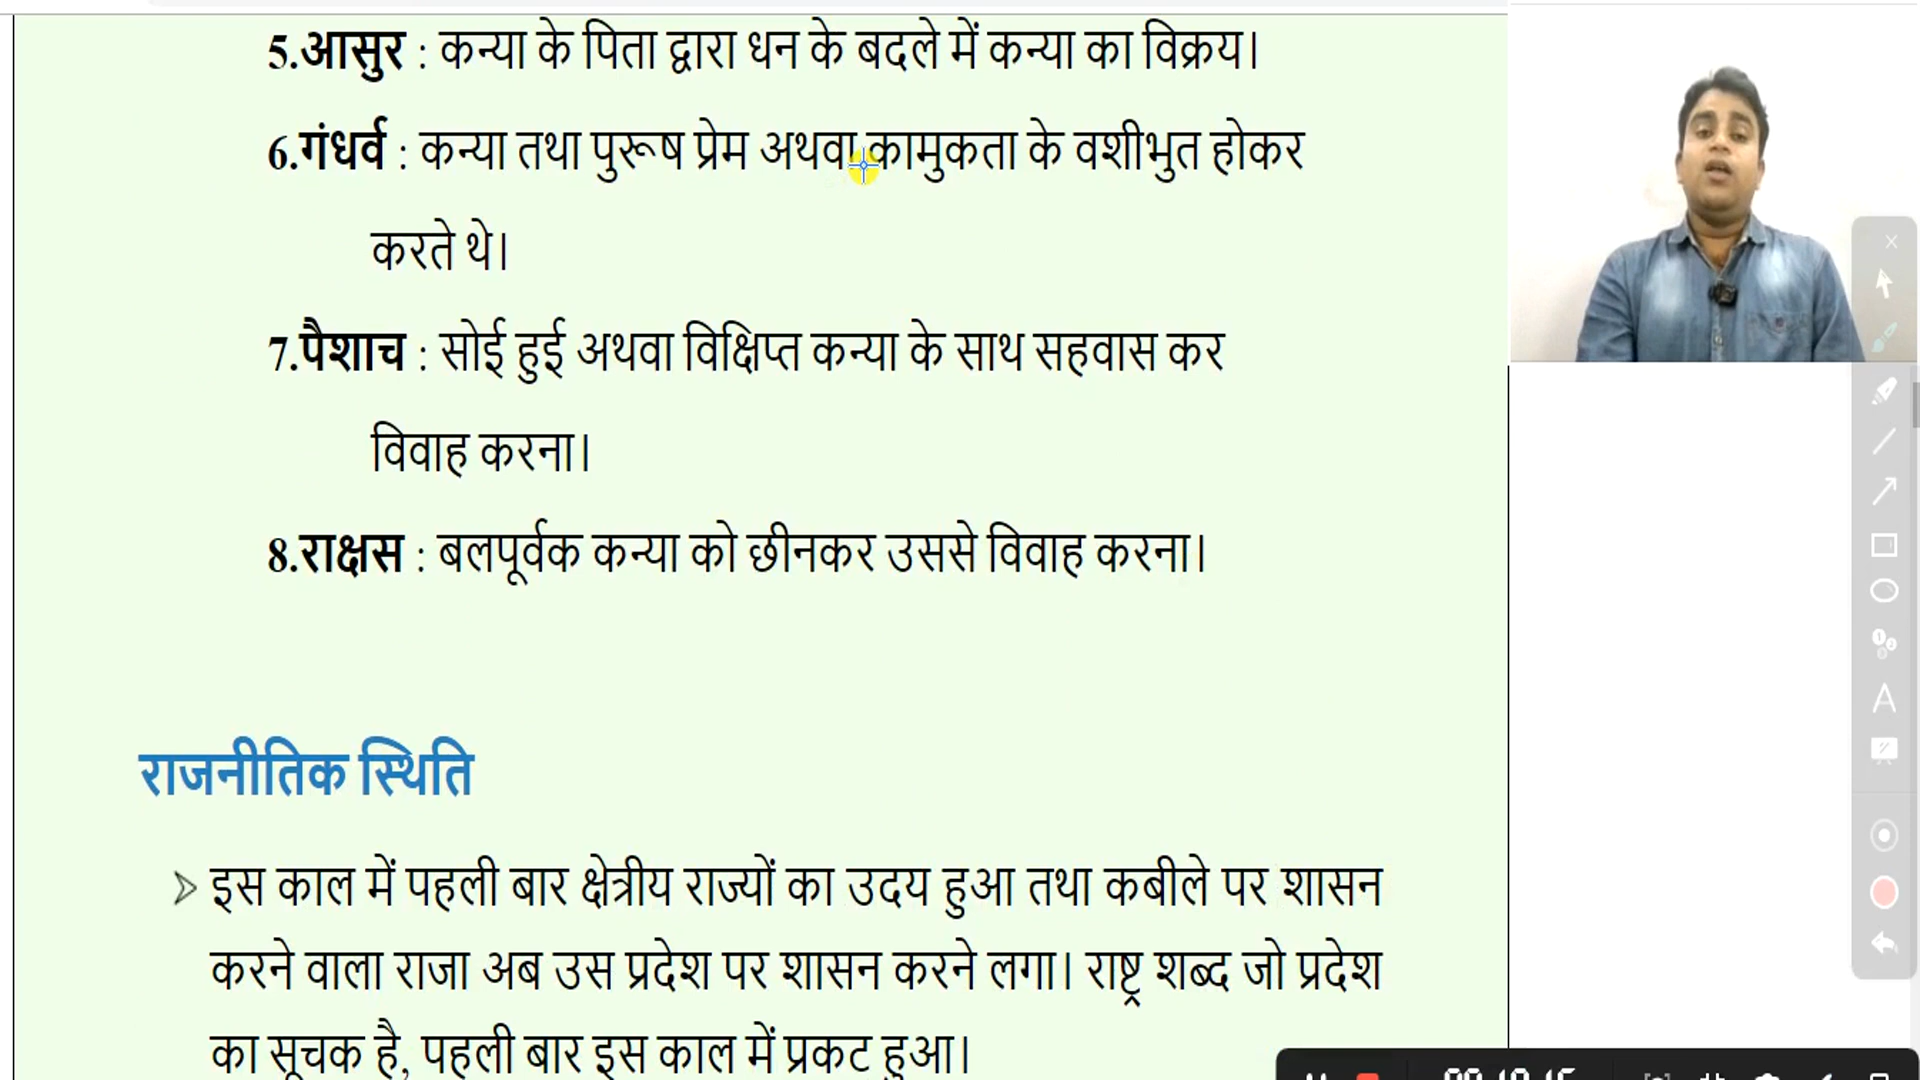 5.आसुर : कन्या के पिता द्वारा धन के बदले में कन्या का विक्रय।
6.गंधर्व : कन्या तथा पुरूष प्रेम अथवा कामुकता के वशीभुत होकर
करते थे।
7.पैशाच : सोई हुई अथवा विक्षिप्त कन्या के साथ सहवास कर
विवाह करना।
8.राक्षस : बलपूर्वक कन्या को छीनकर उससे विवाह करना।
राजनीतिक स्थिति
➢ इस काल में पहली बार क्षेत्रीय राज्यों का उदय हुआ तथा कबीले पर शासन
करने वाला राजा अब उस प्रदेश पर शासन करने लगा। राष्ट्र शब्द जो प्रदेश
का सूचक है, पहली बार इस काल में प्रकट हुआ।